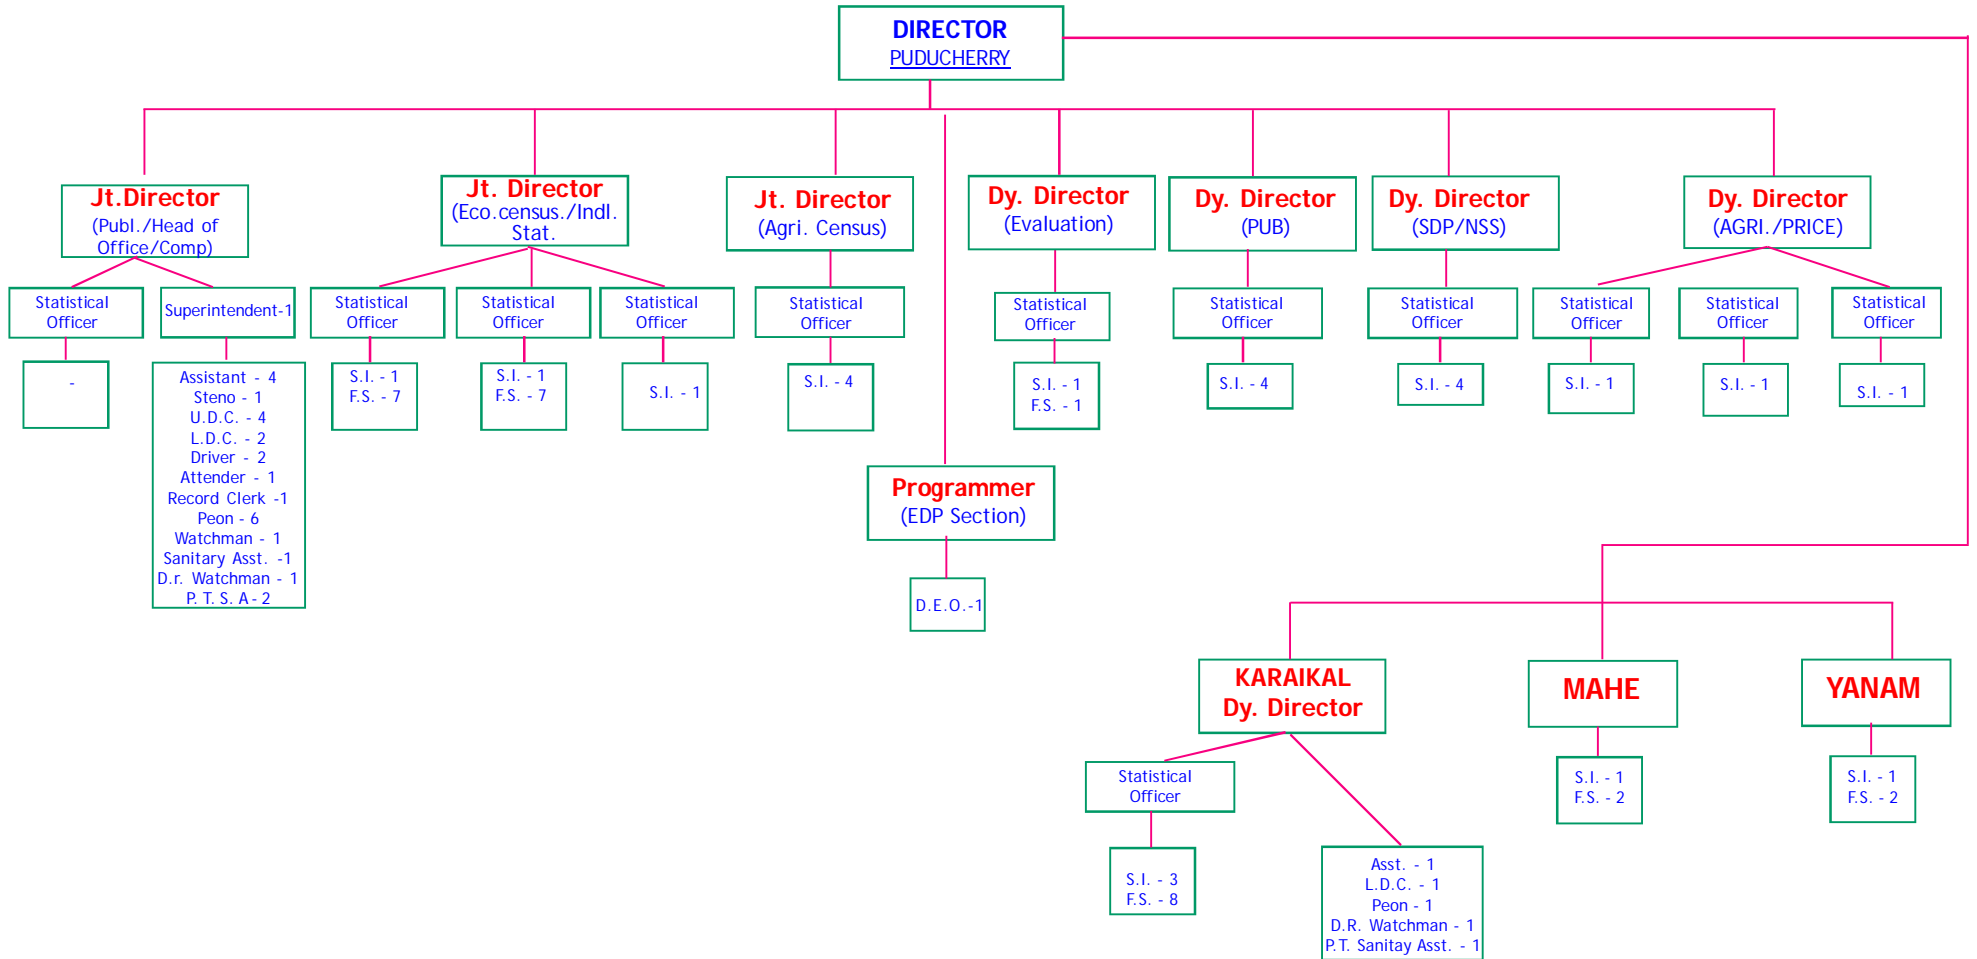 DIRECTOR
PUDUCHERRY
Jt.Director
(Publ./Head of
Office/Comp)
Jt. Director
(Eco.census./Indl.
Stat.
Jt. Director
(Agri. Census)
Dy. Director
(Evaluation)
Dy. Director
(PUB)
Dy. Director
(SDP/NSS)
Dy. Director
(AGRI./PRICE)
Statistical
Officer
Superintendent-1
Statistical
Officer
Statistical
Officer
Statistical
Officer
Statistical
Officer
Statistical
Officer
Statistical
Officer
Statistical
Officer
Statistical
Officer
Statistical
Officer
Statistical
Officer
-
Assistant - 4
Steno - 1
U.D.C. - 4
L.D.C. - 2
Driver - 2
Attender - 1
Record Clerk -1
Peon - 6
Watchman - 1
Sanitary Asst. -1
D.r. Watchman - 1
P.T.S.A- 2
S.I. - 1
F.S. - 7
S.I. - 1
F.S. - 7
S.I. - 1
S.I. - 4
S.I. - 1
F.S. - 1
S.I. - 4
S.I. - 4
S.I. - 1
S.I. - 1
S.I. - 1
Programmer
(EDP Section)
D.E.O.-1
KARAIKAL
Dy. Director
MAHE
YANAM
Statistical
Officer
S.I. - 1
F.S. - 2
S.I. - 1
F.S. - 2
S.I. - 3
F.S. - 8
Asst. - 1
L.D.C. - 1
Peon - 1
D.R. Watchman - 1
P.T. Sanitay Asst. - 1